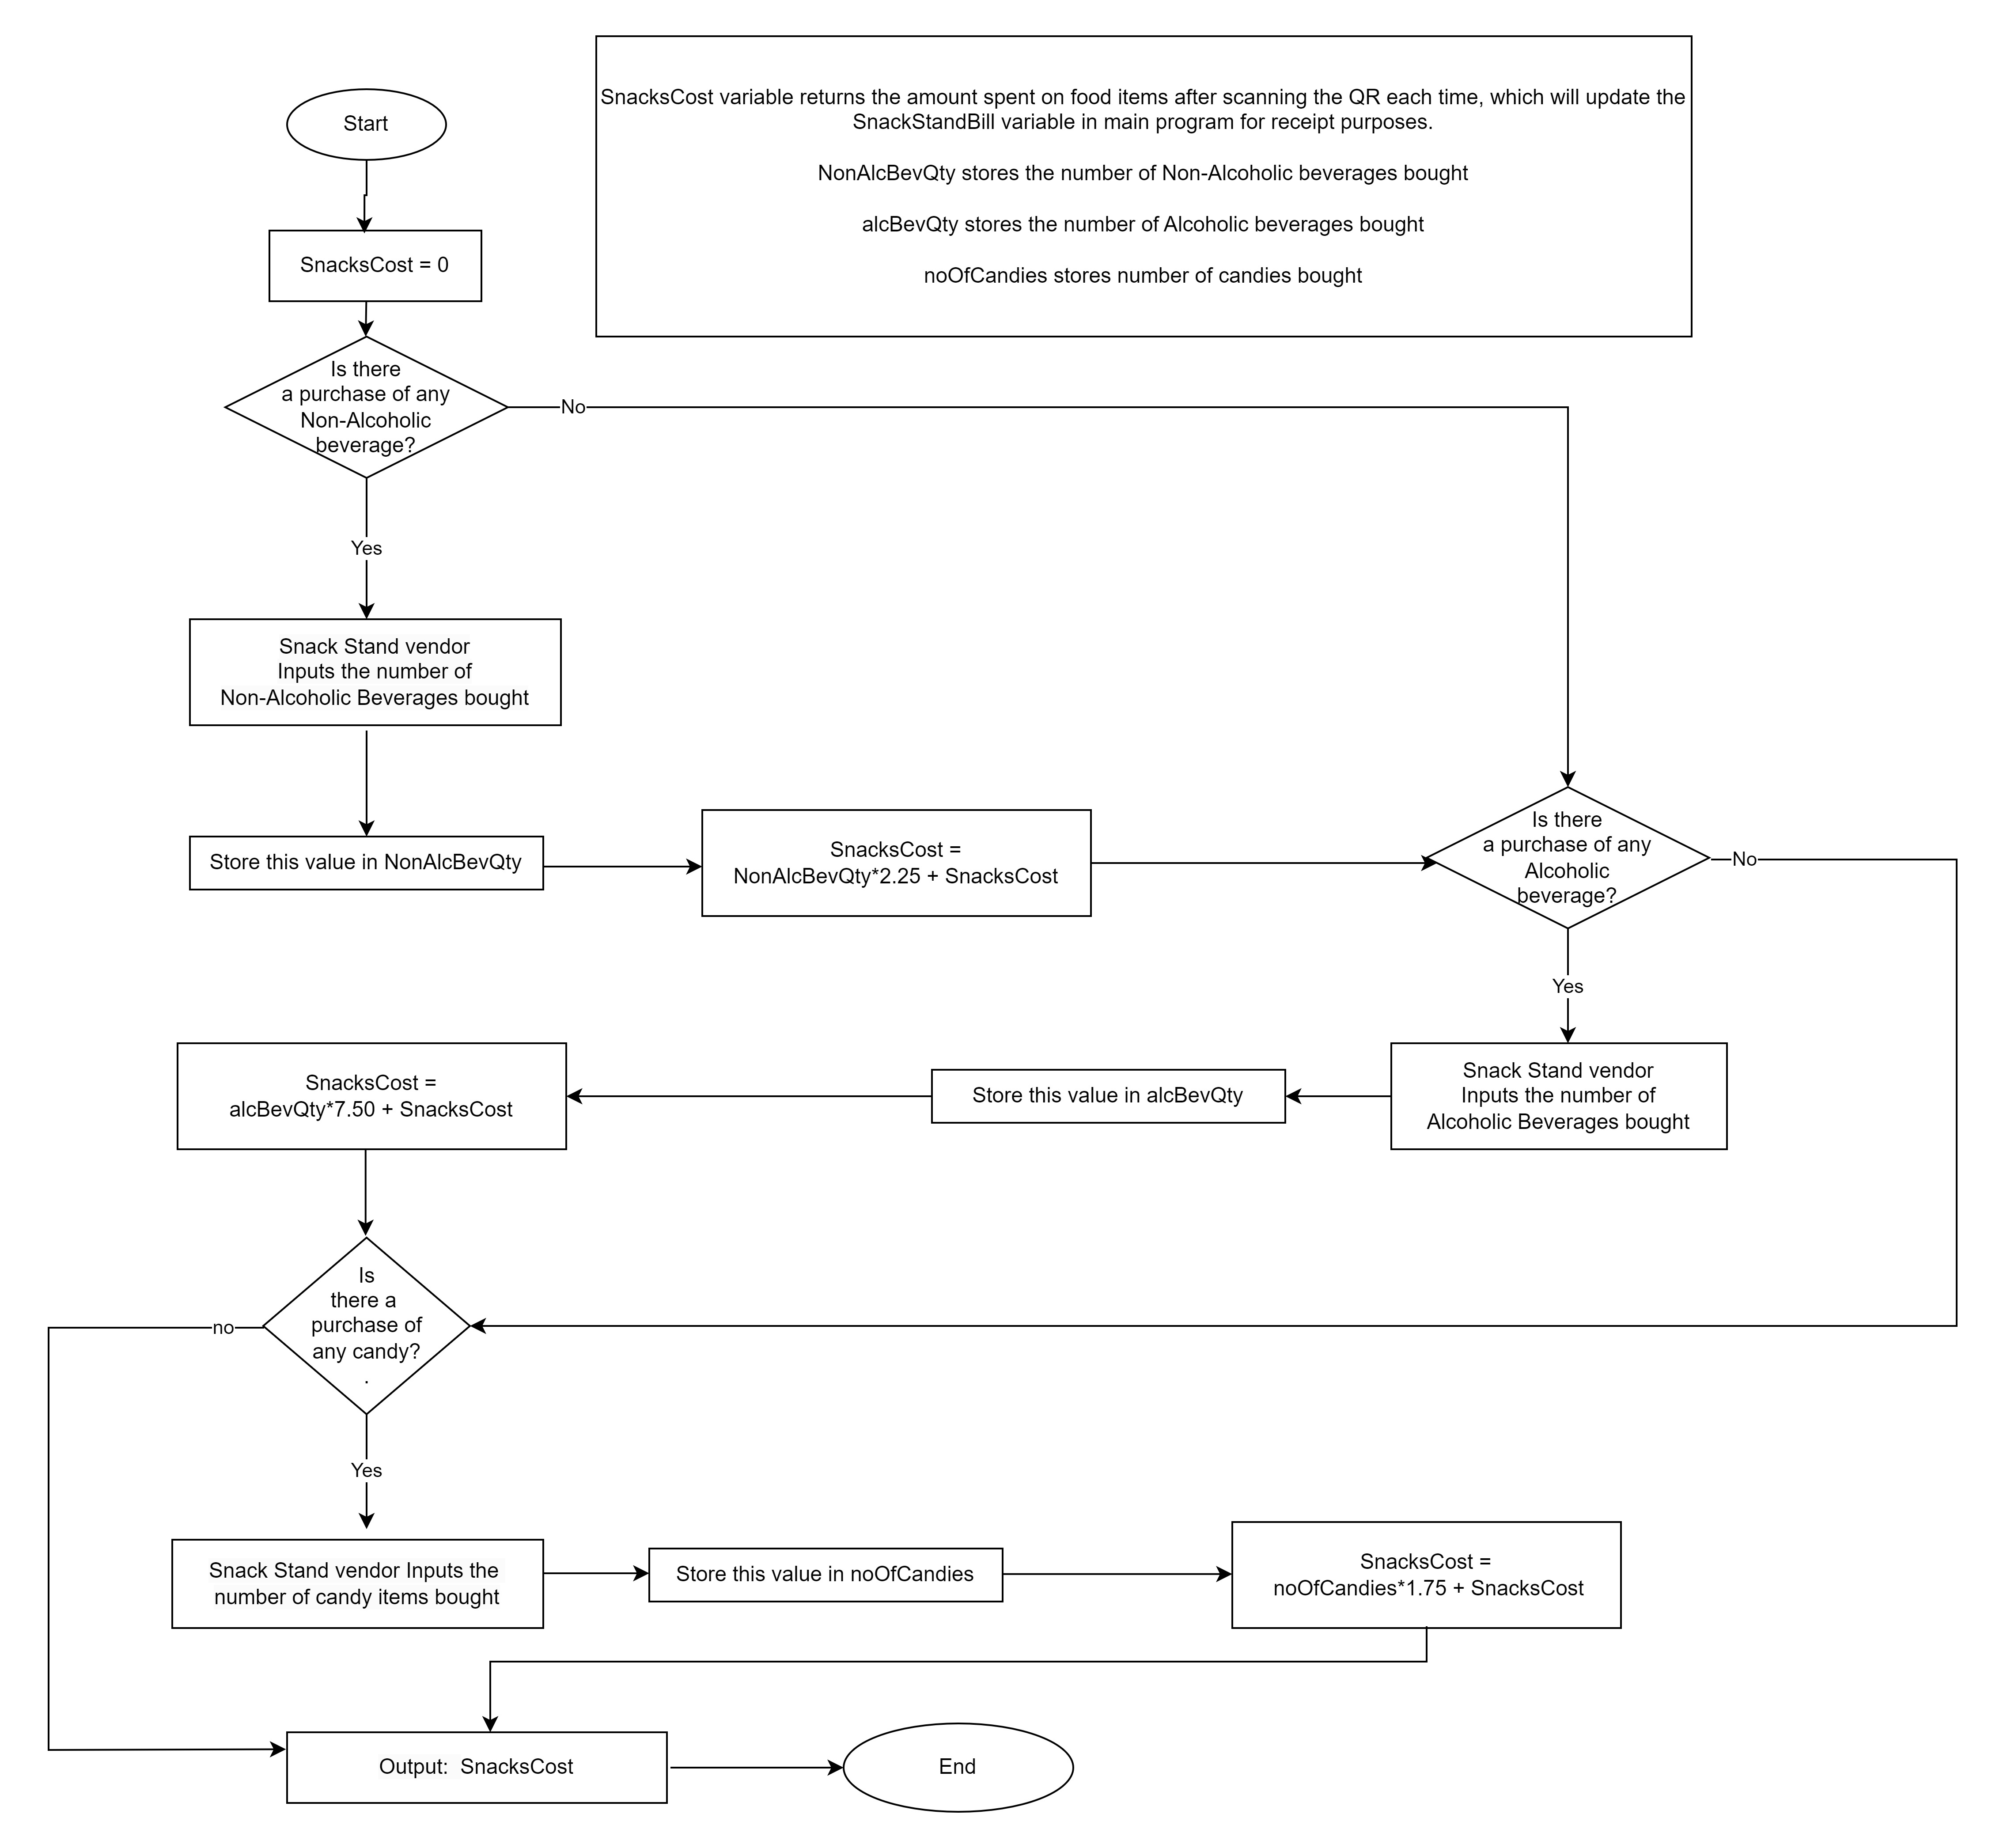 SnacksCost variable returns the amount spent on food items after scanning the QR each time, which will update the
SnackStandBill variable in main program for receipt purposes.
NonAlcBevQty stores the number of Non-Alcoholic beverages bought
alcBevQty stores the number of Alcoholic beverages bought
noOfCandies stores number of candies bought
Start
SnacksCost = 0
Is there
a purchase of any
Non-Alcoholic
beverage?
No
Yes
Snack Stand vendor
Inputs the number of
Non-Alcoholic Beverages bought
Store this value in NonAlcBevQty
SnacksCost =
NonAlcBevQty*2.25 + SnacksCost
Is there
a purchase of any
Alcoholic
beverage?
No
Yes
Snack Stand vendor
Inputs the number of
Alcoholic Beverages bought
Store this value in alcBevQty
SnacksCost =
alcBevQty*7.50 + SnacksCost
Is
there a
purchase of
any candy?
.
no
Yes
Snack Stand vendor Inputs the
number of candy items bought
Store this value in noOfCandies
SnacksCost =
noOfCandies*1.75 + SnacksCost
Output:  SnacksCost
End